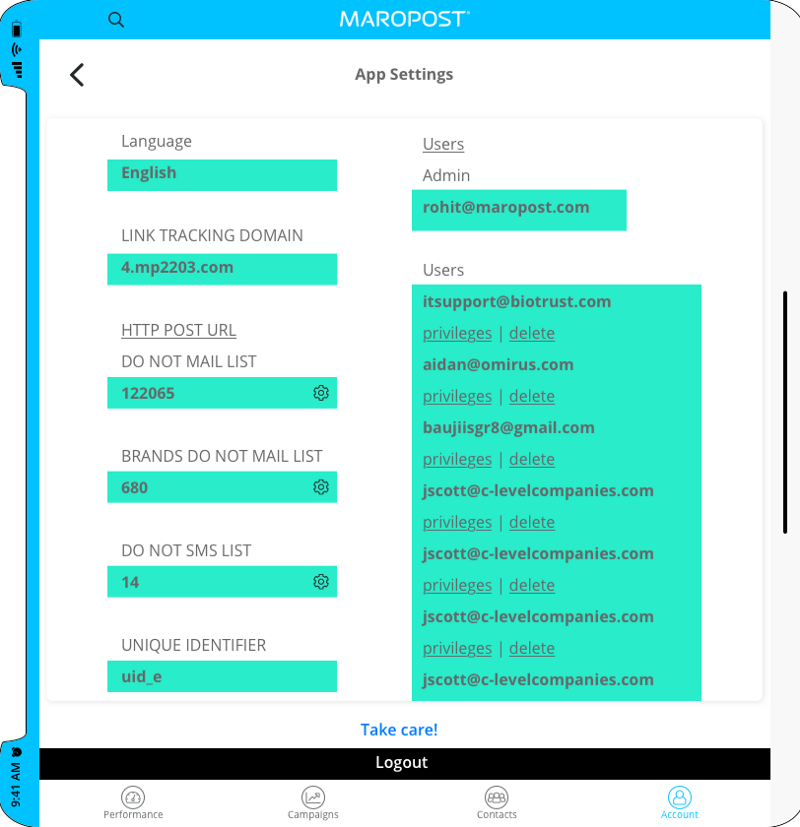 MAROPOST
App Settings
Language
English
LINK TRACKING DOMAIN
4.mp2203.com
HTTP POST URL
DO NOT MAIL LIST
122065
BRANDS DO NOT MAIL LIST
680
DO NOT SMS LIST
14
UNIQUE IDENTIFIER
uid_e
Users
Admin
rohit@maropost.com
Users
itsupport@biotrust.com
privileges | delete
aidan@omirus.com
privileges | delete
baujiisgr8@gmail.com
privileges | delete
jscott@c-levelcompanies.com
privileges | delete
jscott@c-levelcompanies.com
privileges | delete
jscott@c-levelcompanies.com
privileges | delete
jscott@c-levelcompanies.com
Take care!
Logout
Performance
Campaigns
Contacts
Account
9:41 AM